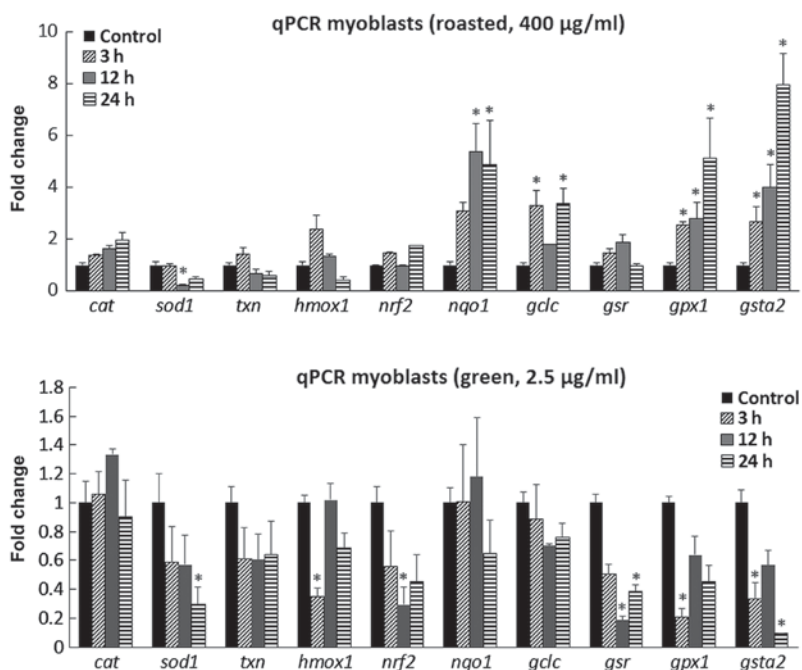 qPCR myoblasts (roasted, 400 µg/ml)
Fold change
10
8
6
4
2
0
Control
3 h
12 h
24 h
* * * * * * * * * * *
cat sod1 txn hmox1 nrf2 nqo1 gclc gsr gpx1 gsta2
qPCR myoblasts (green, 2.5 µg/ml)
Fold change
1.8
1.6
1.4
1.2
1
0.8
0.6
0.4
0.2
0
Control
3 h
12 h
24 h
* * * * * * * *
cat sod1 txn hmox1 nrf2 nqo1 gclc gsr gpx1 gsta2